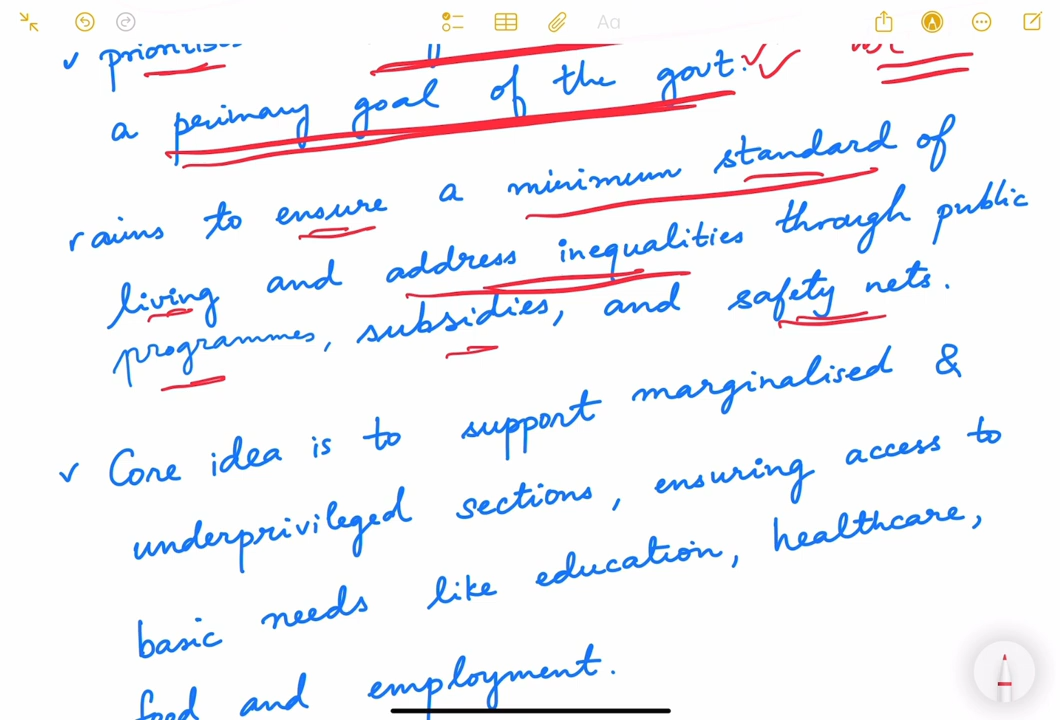 ✓ prioritises
a primary goal of the govt.
✓ aims to ensure a minimum standard of
living and address inequalities through public
programmes, subsidies, and safety nets.
✓ Core idea is to support marginalised &
underprivileged sections, ensuring access to
basic needs like education, healthcare,
food and employment.
Aa